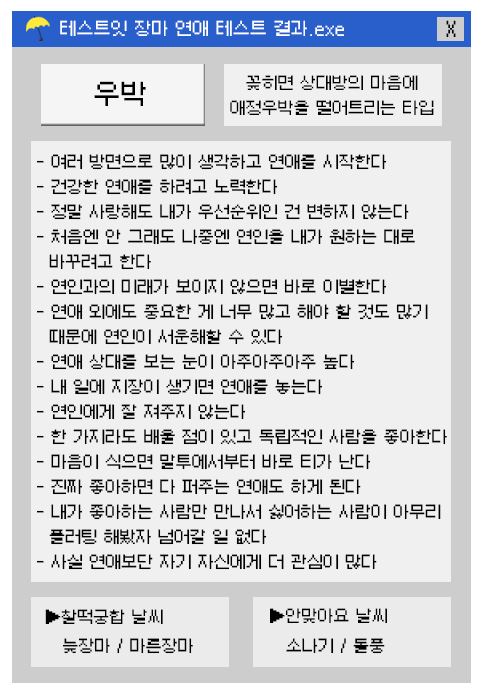 테스트잇 장마 연애 테스트 결과.exe X
우박
꽂히면 상대방의 마음에
애정우박을 떨어트리는 타입
- 여러 방면으로 많이 생각하고 연애를 시작한다
- 건강한 연애를 하려고 노력한다
- 정말 사랑해도 내가 우선순위인 건 변하지 않는다
- 처음엔 안 그래도 나중엔 연인을 내가 원하는 대로
바꾸려고 한다
- 연인과의 미래가 보이지 않으면 바로 이별한다
- 연애 외에도 중요한 게 너무 많고 해야 할 것도 많기
때문에 연인이 서운해할 수 있다
- 연애 상대를 보는 눈이 아주아주아주 높다
- 내 일에 지장이 생기면 연애를 놓는다
- 연인에게 잘 져주지 않는다
- 한 가지라도 배울 점이 있고 독립적인 사람을 좋아한다
- 마음이 식으면 말투에서부터 바로 티가 난다
- 진짜 좋아하면 다 퍼주는 연애도 하게 된다
- 내가 좋아하는 사람만 만나서 싫어하는 사람이 아무리
플러팅 해봤자 넘어갈 일 없다
- 사실 연애보단 자기 자신에게 더 관심이 많다
▶찰떡궁합 날씨
늦장마 / 마른장마
▶안맞아요 날씨
소나기 / 돌풍